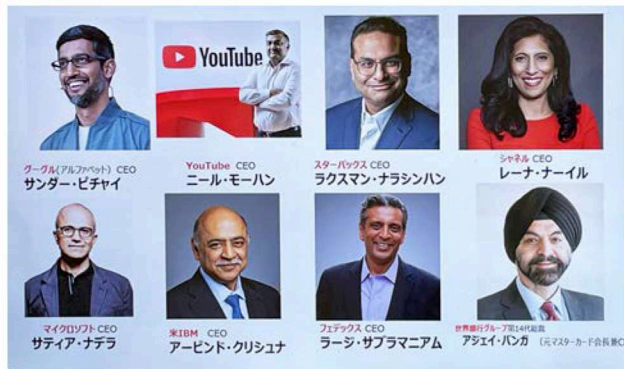 YouTube
グーグル(アルファベット) CEO
サンダー・ピチャイ
YouTube CEO
ニール・モーハン
スターバックス CEO
ラクスマン・ナラシンハン
シャネル CEO
レーナ・ナーイル
マイクロソフト CEO
サティア・ナデラ
米IBM CEO
アービンド・クリシュナ
フェデックス CEO
ラージ・サブラマニアム
世界銀行グループ第14代総裁
アジェイ・バンガ (元マスターカード会長兼C